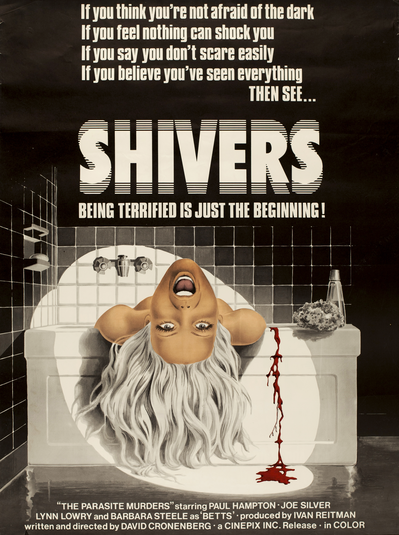 If you think you're not afraid of the dark
If you feel nothing can shock you
If you say you don't scare easily
If you believe you've seen everything
THEN SEE...
SHIVERS
BEING TERRIFIED IS JUST THE BEGINNING!
"THE PARASITE MURDERS" starring PAUL HAMPTON · JOE SILVER
LYNN LOWRY and BARBARA STEELE as 'BETTS' · produced by IVAN REITMAN
written and directed by DAVID CRONENBERG · a CINEPIX INC. Release · in COLOR